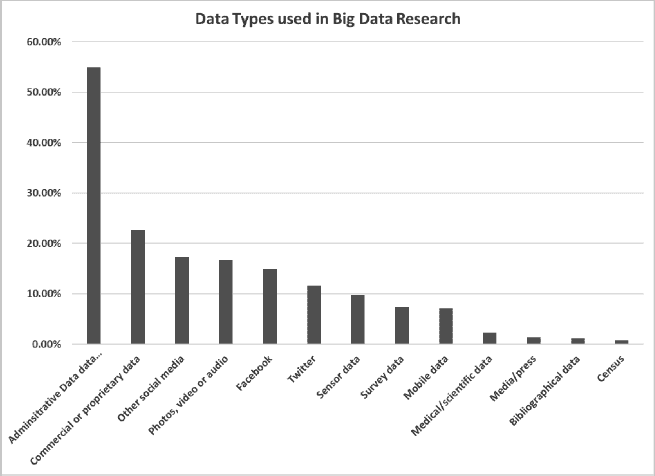 Data Types used in Big Data Research
60.00%
50.00%
40.00%
30.00%
20.00%
10.00%
0.00%
Adminsitrative Data data...
Commercial or proprietary data
Other social media
Photos, video or audio
Facebook
Twitter
Sensor data
Survey data
Mobile data
Medical/scientific data
Media/press
Bibliographical data
Census